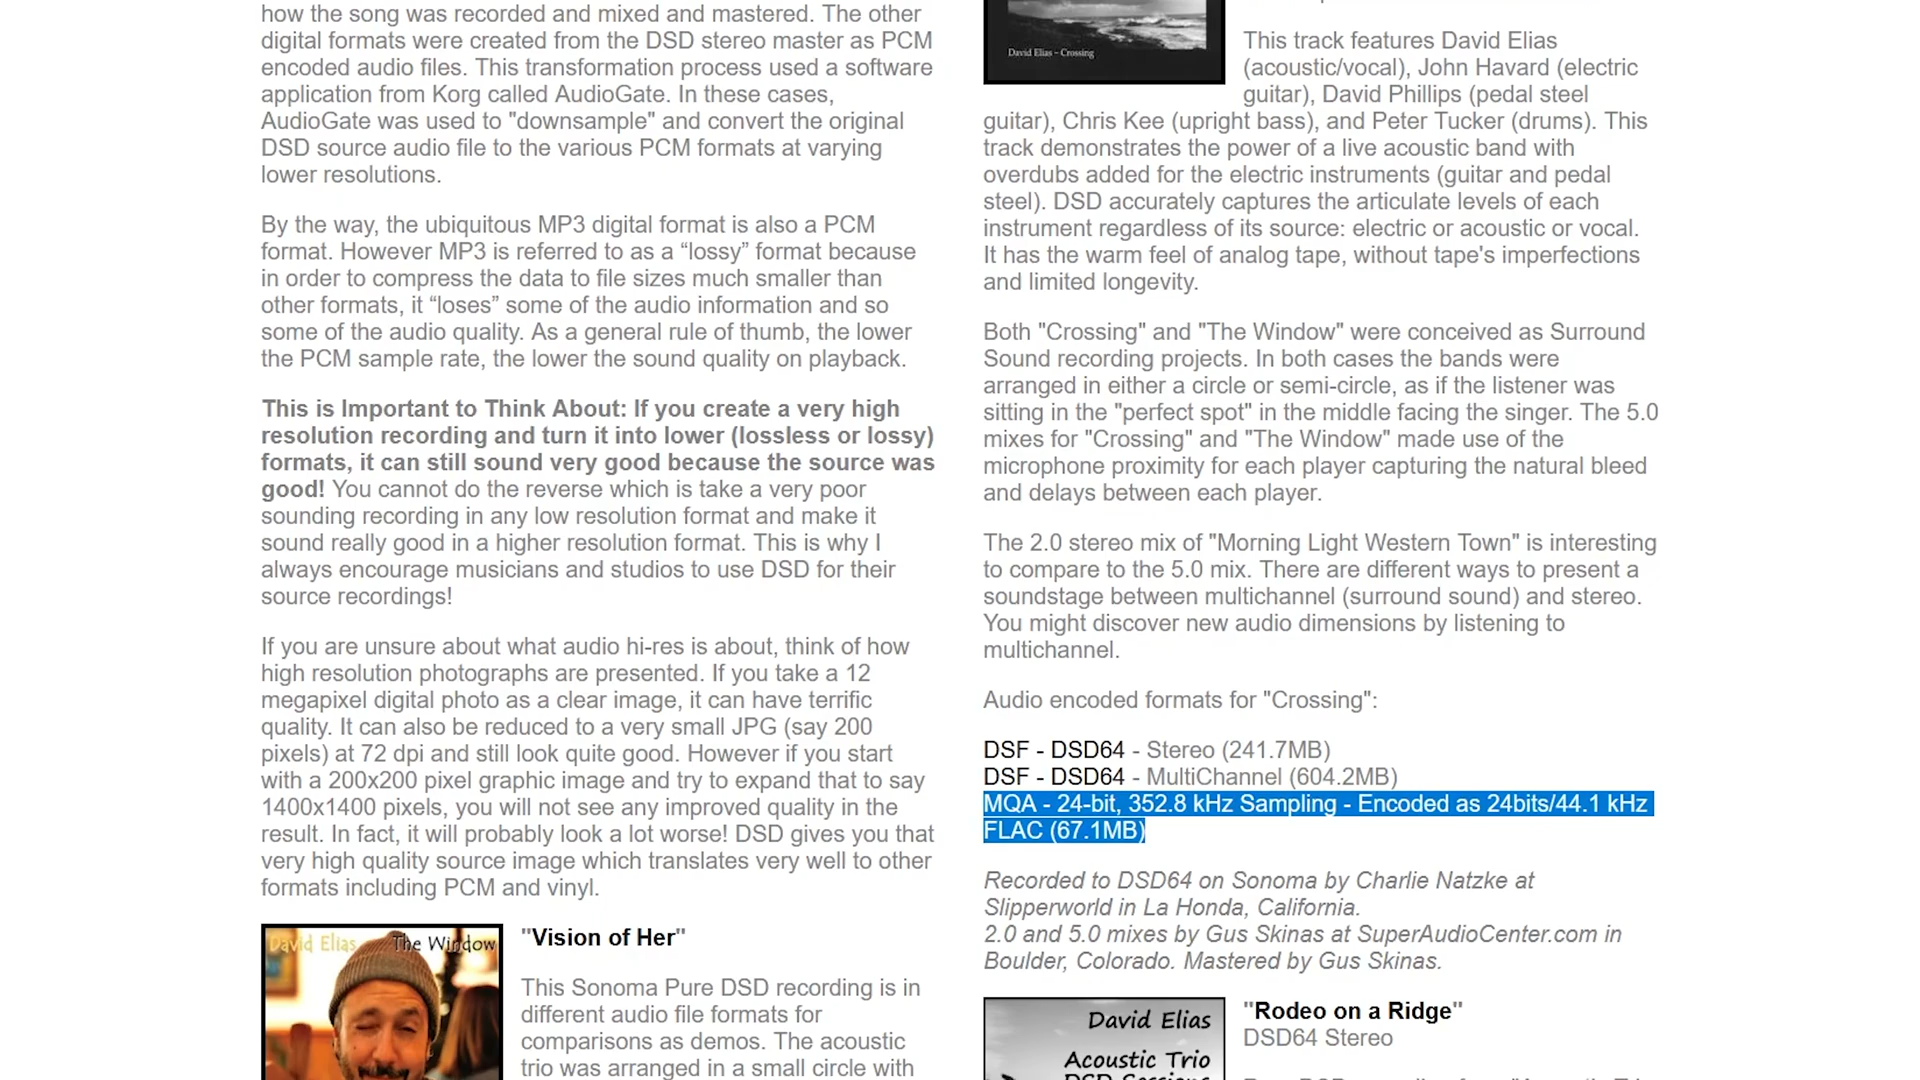 how the song was recorded and mixed and mastered. The other
digital formats were created from the DSD stereo master as PCM
encoded audio files. This transformation process used a software
application from Korg called AudioGate. In these cases,
AudioGate was used to "downsample" and convert the original
DSD source audio file to the various PCM formats at varying
lower resolutions.
By the way, the ubiquitous MP3 digital format is also a PCM
format. However MP3 is referred to as a “lossy” format because
in order to compress the data to file sizes much smaller than
other formats, it “loses” some of the audio information and so
some of the audio quality. As a general rule of thumb, the lower
the PCM sample rate, the lower the sound quality on playback.
This is Important to Think About: If you create a very high
resolution recording and turn it into lower (lossless or lossy)
formats, it can still sound very good because the source was
good! You cannot do the reverse which is take a very poor
sounding recording in any low resolution format and make it
sound really good in a higher resolution format. This is why I
always encourage musicians and studios to use DSD for their
source recordings!
If you are unsure about what audio hi-res is about, think of how
high resolution photographs are presented. If you take a 12
megapixel digital photo as a clear image, it can have terrific
quality. It can also be reduced to a very small JPG (say 200
pixels) at 72 dpi and still look quite good. However if you start
with a 200x200 pixel graphic image and try to expand that to say
1400x1400 pixels, you will not see any improved quality in the
result. In fact, it will probably look a lot worse! DSD gives you that
very high quality source image which translates very well to other
formats including PCM and vinyl.
David Elias The Window
"Vision of Her"
This Sonoma Pure DSD recording is in
different audio file formats for
comparisons as demos. The acoustic
trio was arranged in a small circle with
David Elias - Crossing
This track features David Elias
(acoustic/vocal), John Havard (electric
guitar), David Phillips (pedal steel
guitar), Chris Kee (upright bass), and Peter Tucker (drums). This
track demonstrates the power of a live acoustic band with
overdubs added for the electric instruments (guitar and pedal
steel). DSD accurately captures the articulate levels of each
instrument regardless of its source: electric or acoustic or vocal.
It has the warm feel of analog tape, without tape's imperfections
and limited longevity.
Both "Crossing" and "The Window" were conceived as Surround
Sound recording projects. In both cases the bands were
arranged in either a circle or semi-circle, as if the listener was
sitting in the "perfect spot" in the middle facing the singer. The 5.0
mixes for "Crossing" and "The Window" made use of the
microphone proximity for each player capturing the natural bleed
and delays between each player.
The 2.0 stereo mix of "Morning Light Western Town" is interesting
to compare to the 5.0 mix. There are different ways to present a
soundstage between multichannel (surround sound) and stereo.
You might discover new audio dimensions by listening to
multichannel.
Audio encoded formats for "Crossing":
DSF - DSD64 - Stereo (241.7MB)
DSF - DSD64 - MultiChannel (604.2MB)
MQA - 24-bit, 352.8 kHz Sampling - Encoded as 24bits/44.1 kHz
FLAC (67.1MB)
Recorded to DSD64 on Sonoma by Charlie Natzke at
Slipperworld in La Honda, California.
2.0 and 5.0 mixes by Gus Skinas at SuperAudioCenter.com in
Boulder, Colorado. Mastered by Gus Skinas.
David Elias
Acoustic Trio
DSD Sessions
"Rodeo on a Ridge"
DSD64 Stereo